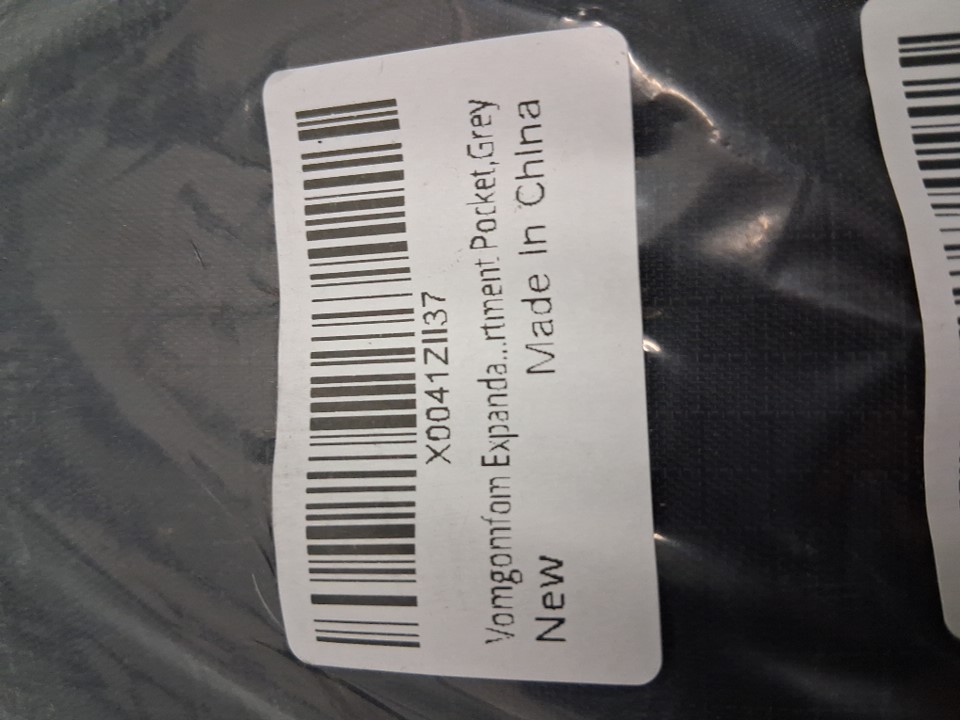 X0041ZII37
Vomgomfom Expanda...rtment Pocket,Grey
New
Made In China